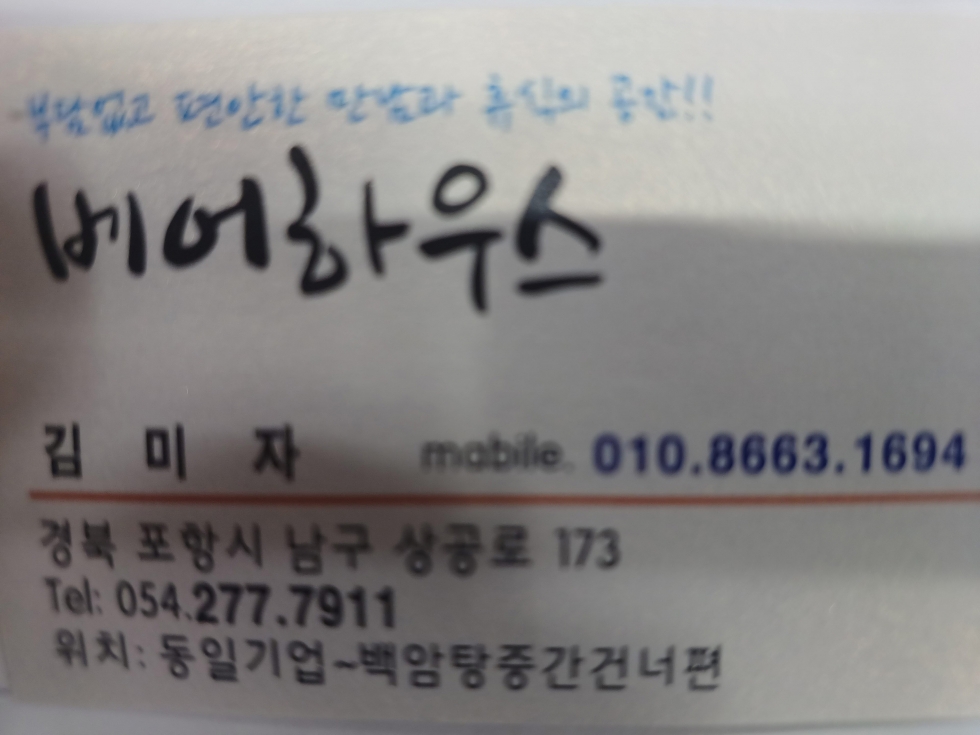 부담없고 편안한 만남과 휴식의 공간!!
베어하우스
김 미 자 mobile. 010.8663.1694
경북 포항시 남구 상공로 173
Tel: 054.277.7911
위치: 동일기업~백암탕중간건너편